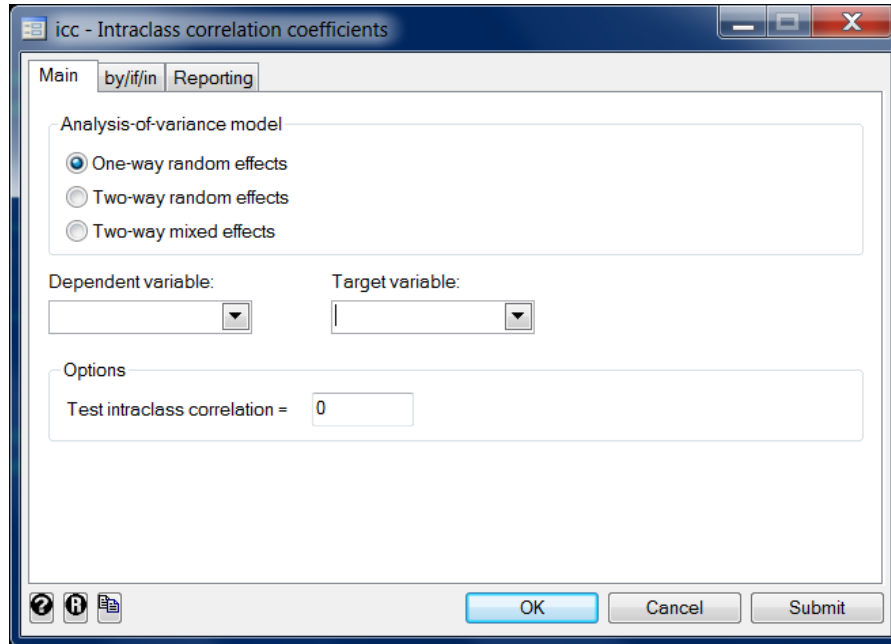 icc - Intraclass correlation coefficients
Main by/if/in Reporting
Analysis-of-variance model
One-way random effects
Two-way random effects
Two-way mixed effects
Dependent variable: Target variable:
Options
Test intraclass correlation = 0
? R OK Cancel Submit